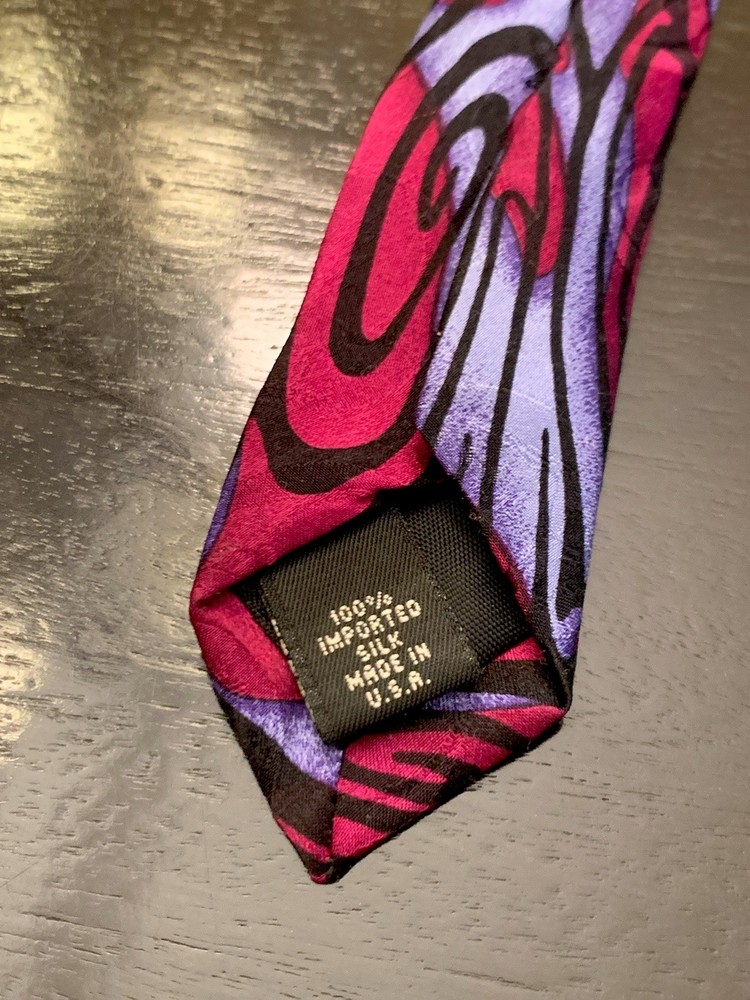 100%
IMPORTED
SILK
MADE IN
U.S.A.